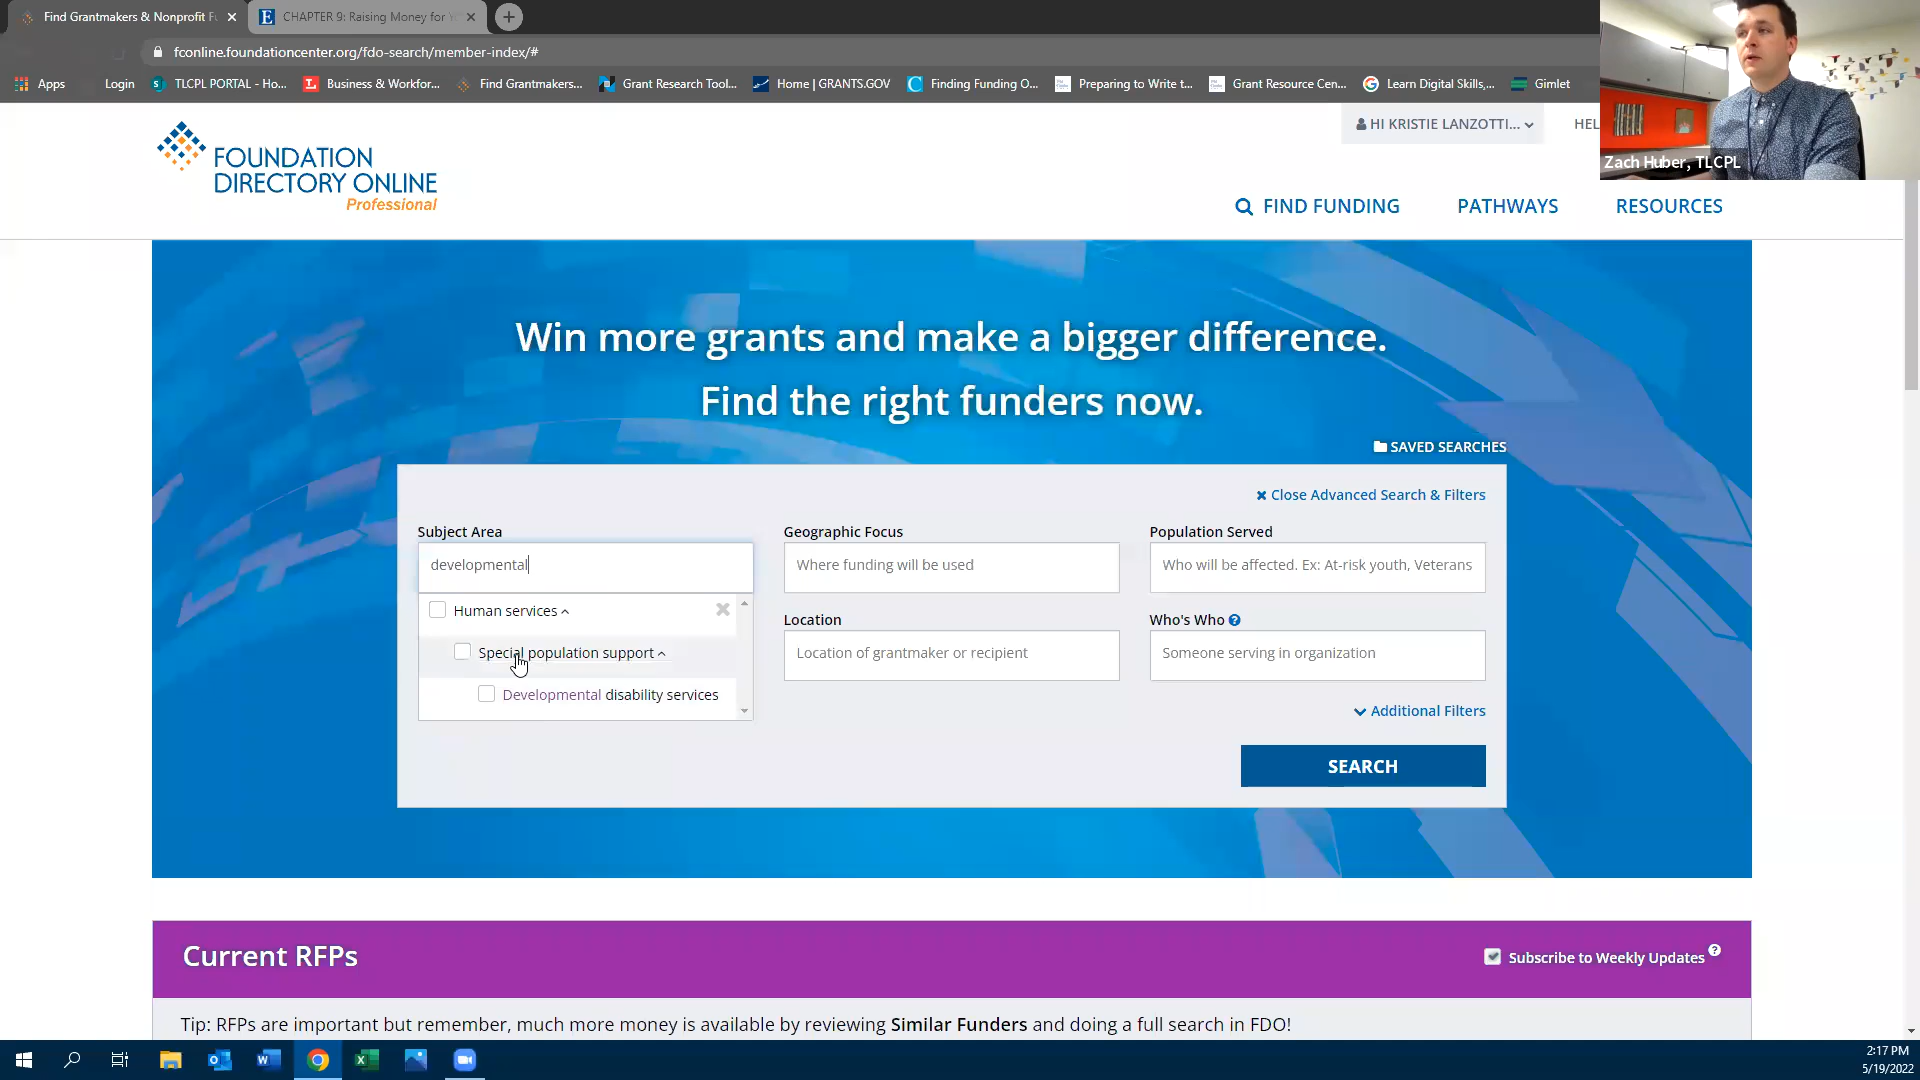 Find Grantmakers & Nonprofit Fu
CHAPTER 9: Raising Money for Y
fconline.foundationcenter.org/fdo-search/member-index/#
Apps
Login
TLCPL PORTAL - Ho...
Business & Workfor...
Find Grantmakers...
Grant Research Tool...
Home | GRANTS.GOV
Finding Funding O...
Preparing to Write t...
Grant Resource Cen...
Learn Digital Skills,...
Gimlet
Zach Huber, TLCPL
HI KRISTIE LANZOTTI...
HEL
FOUNDATION
DIRECTORY ONLINE
Professional
FIND FUNDING
PATHWAYS
RESOURCES
Win more grants and make a bigger difference.
Find the right funders now.
SAVED SEARCHES
Close Advanced Search & Filters
Subject Area
Geographic Focus
Population Served
developmental
Where funding will be used
Who will be affected. Ex: At-risk youth, Veterans
Human services
Location
Who's Who
Special population support
Location of grantmaker or recipient
Someone serving in organization
Developmental disability services
Additional Filters
SEARCH
Current RFPs
Subscribe to Weekly Updates
Tip: RFPs are important but remember, much more money is available by reviewing Similar Funders and doing a full search in FDO!
2:17 PM
5/19/2022